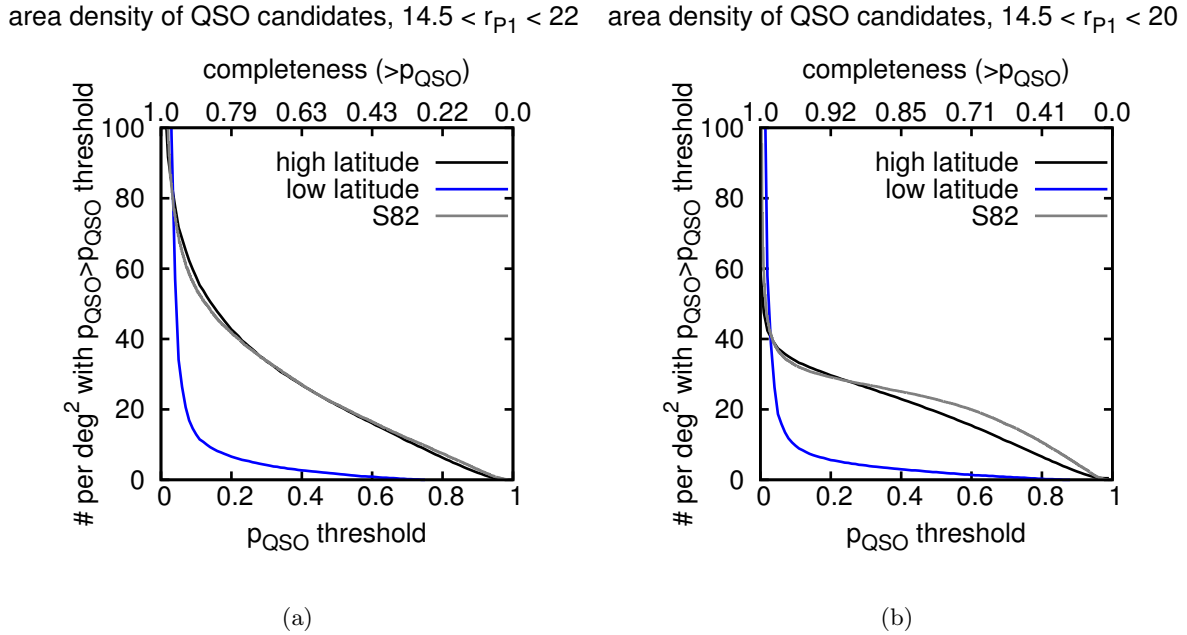 area density of QSO candidates, 14.5 < r_P1 < 22
completeness (>p_QSO)
1.0 0.79 0.63 0.43 0.22 0.0
# per deg^2 with p_QSO>p_QSO threshold
100
80
60
40
20
0
high latitude
low latitude
S82
0 0.2 0.4 0.6 0.8 1
p_QSO threshold
(a)
area density of QSO candidates, 14.5 < r_P1 < 20
completeness (>p_QSO)
1.0 0.92 0.85 0.71 0.41 0.0
# per deg^2 with p_QSO>p_QSO threshold
100
80
60
40
20
0
high latitude
low latitude
S82
0 0.2 0.4 0.6 0.8 1
p_QSO threshold
(b)